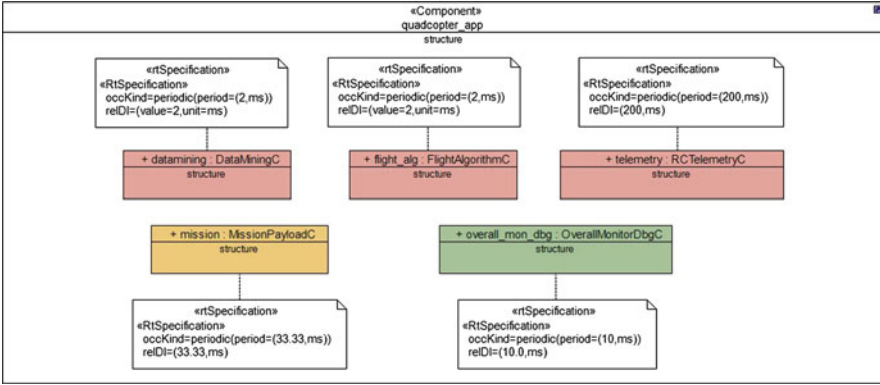 «Component»
quadcopter_app
structure
«rtSpecification»
«RtSpecification»
occKind=periodic(period=(2,ms))
relDl=(value=2,unit=ms)
«rtSpecification»
«RtSpecification»
occKind=periodic(period=(2,ms))
relDl=(value=2,unit=ms)
«rtSpecification»
«RtSpecification»
occKind=periodic(period=(200,ms))
relDl=(200,ms)
+ datamining : DataMiningC
structure
+ flight_alg : FlightAlgorithmC
structure
+ telemetry : RCTelemetryC
structure
+ mission : MissionPayloadC
structure
+ overall_mon_dbg : OverallMonitorDbgC
structure
«rtSpecification»
«RtSpecification»
occKind=periodic(period=(33.33,ms))
relDl=(33.33,ms)
«rtSpecification»
«RtSpecification»
occKind=periodic(period=(10,ms))
relDl=(10.0,ms)